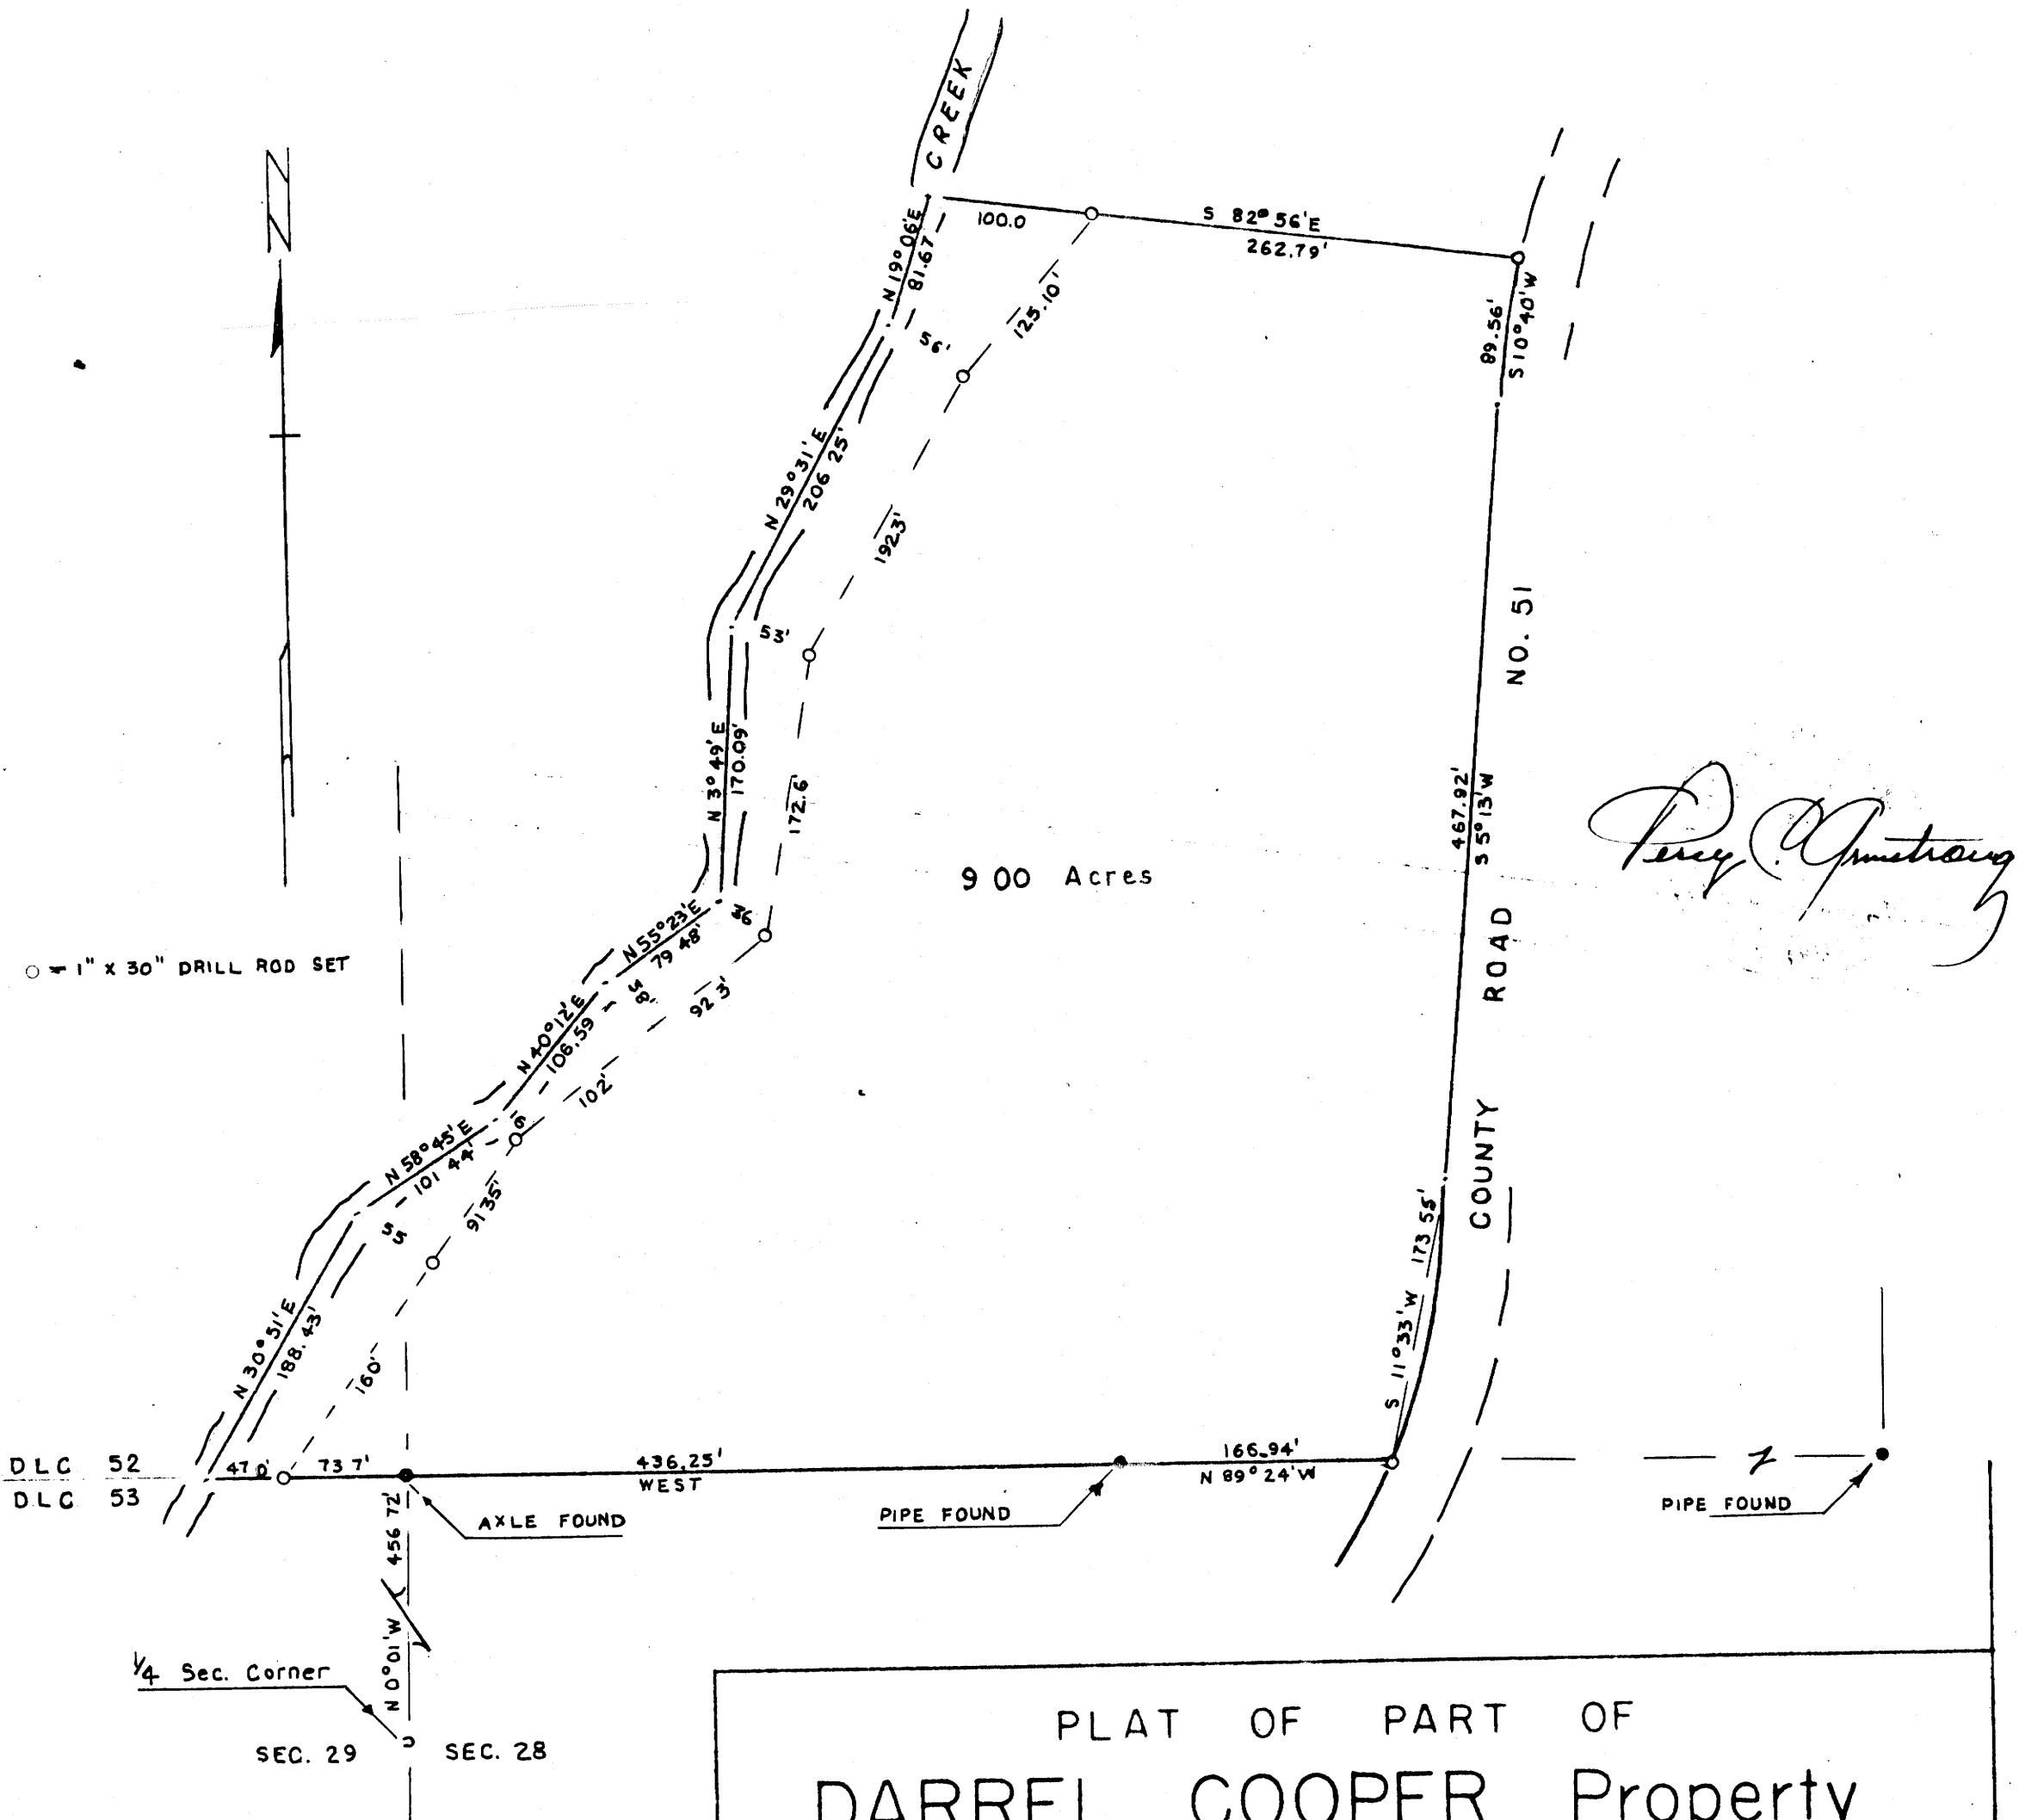 CREEK
N
100.0
S 82° 56' E
262.79'
N 19° 06' E
81.67
56'
125.10'
89.56'
S 10° 40' W
N 29° 31' E
206 25'
192.3'
53'
NO. 51
N 3° 49' E
170.09'
172.6
467.92'
S 5° 13' W
Percy C. Armstrong
9 00 Acres
ROAD
○ = 1" X 30" DRILL ROD SET
N 55° 23' E
79 48'
36
58'
92 3'
N 40° 12' E
106.59
102'
COUNTY
N 58° 45' E
101 44'
91 35'
55
S 11° 33' W 173 55'
N 30° 51' E
188.43'
160'
DLC 52
DLC 53
47 0'
73 7'
436.25'
WEST
166.94'
N 89° 24' W
AXLE FOUND
PIPE FOUND
PIPE FOUND
456 72'
N 0° 01' W
1/4 Sec. Corner
SEC. 29
SEC. 28
PLAT OF PART OF
DARREL COOPER Property